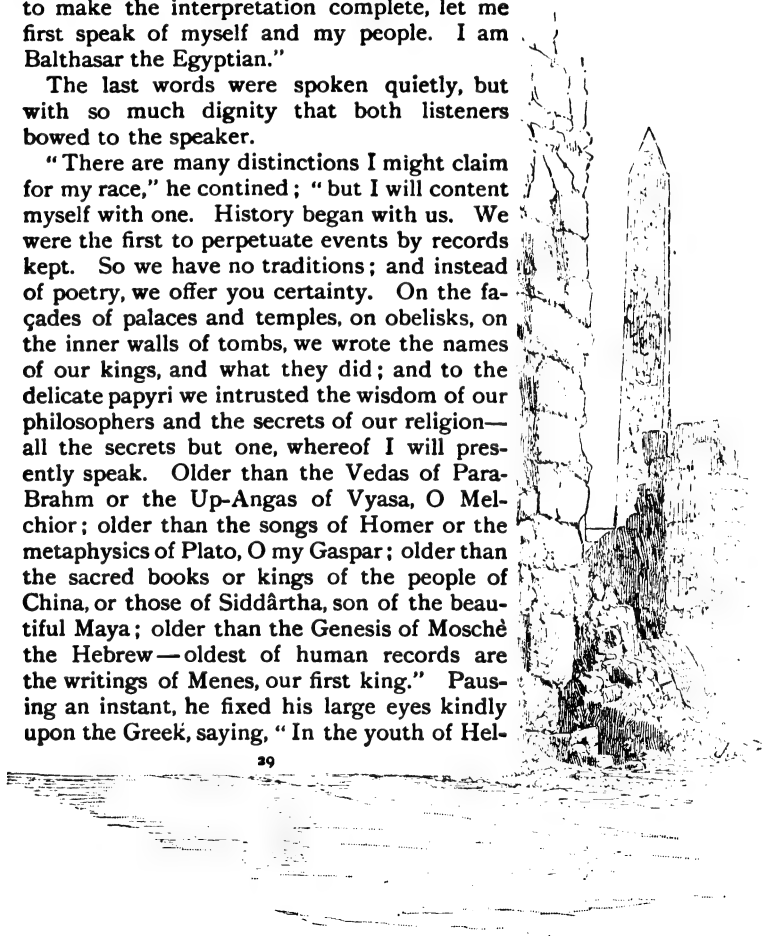 to make the interpretation complete, let me
first speak of myself and my people. I am
Balthasar the Egyptian.”
The last words were spoken quietly, but
with so much dignity that both listeners
bowed to the speaker.
“There are many distinctions I might claim
for my race,” he contined; “but I will content
myself with one. History began with us. We
were the first to perpetuate events by records
kept. So we have no traditions; and instead
of poetry, we offer you certainty. On the fa-
çades of palaces and temples, on obelisks, on
the inner walls of tombs, we wrote the names
of our kings, and what they did; and to the
delicate papyri we intrusted the wisdom of our
philosophers and the secrets of our religion—
all the secrets but one, whereof I will pres-
ently speak. Older than the Vedas of Para-
Brahm or the Up-Angas of Vyasa, O Mel-
chior; older than the songs of Homer or the
metaphysics of Plato, O my Gaspar; older than
the sacred books or kings of the people of
China, or those of Siddârtha, son of the beau-
tiful Maya; older than the Genesis of Moschè
the Hebrew—oldest of human records are
the writings of Menes, our first king.” Paus-
ing an instant, he fixed his large eyes kindly
upon the Greek, saying, “In the youth of Hel-
29